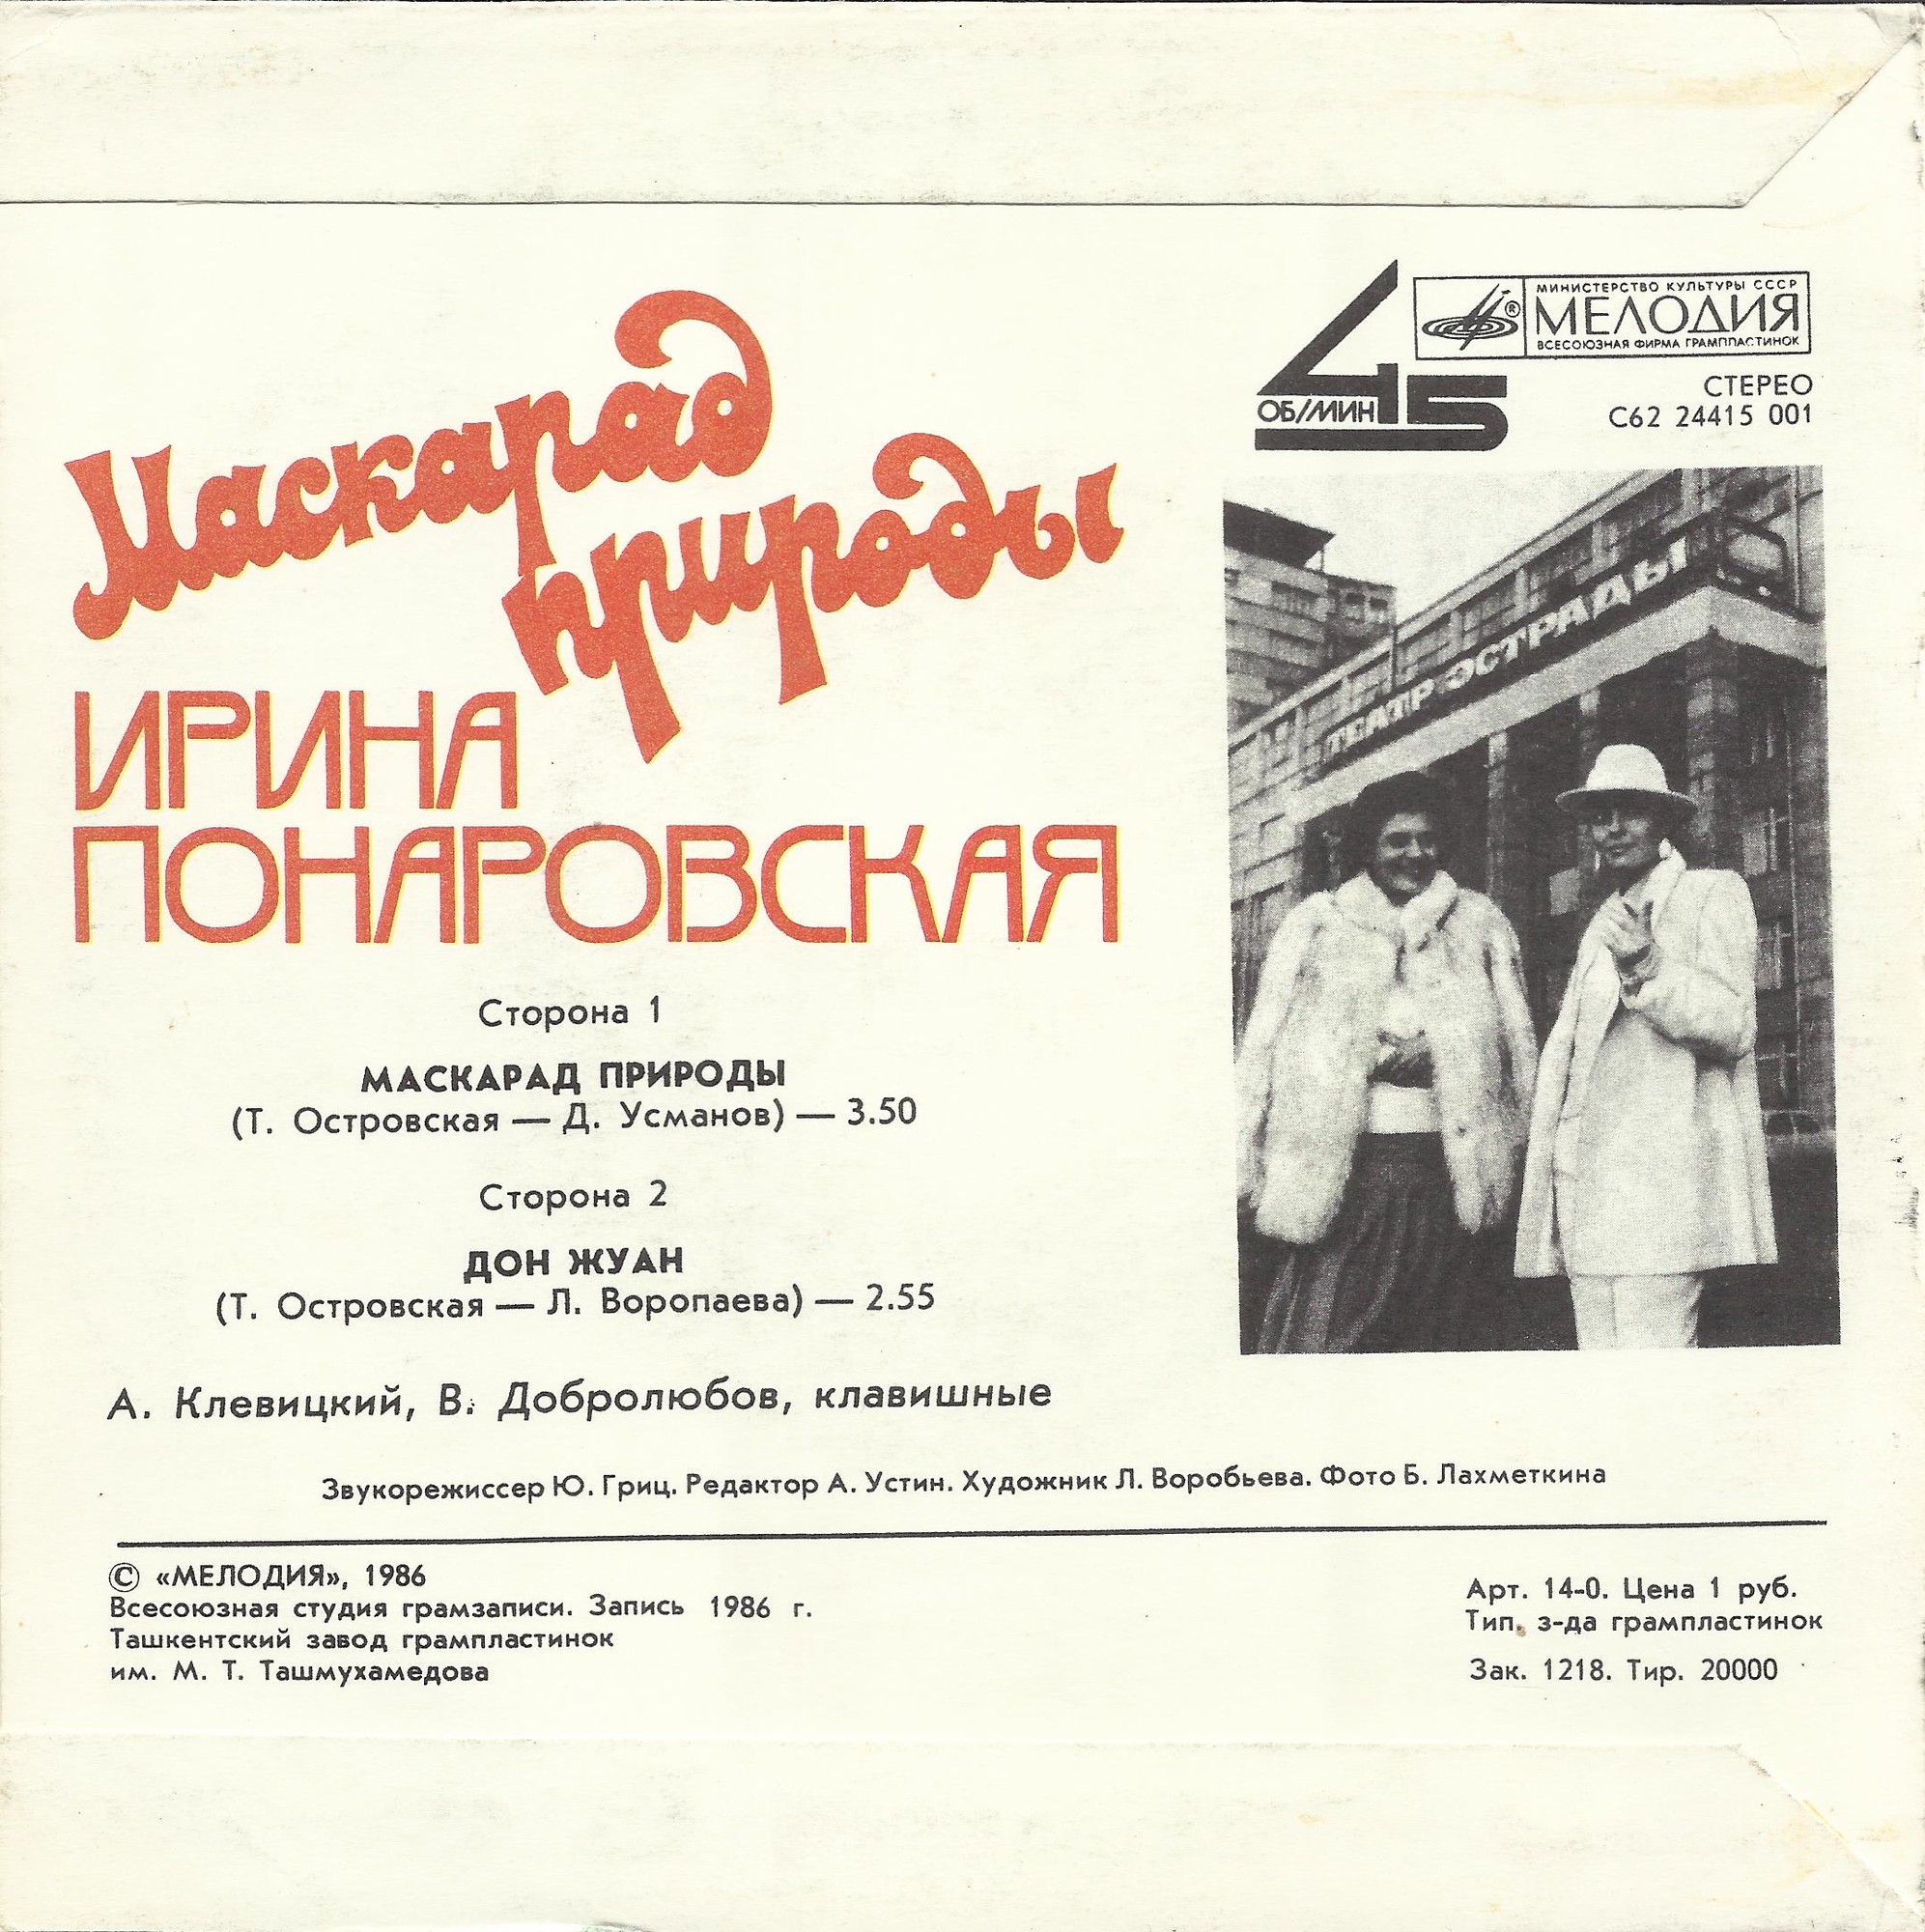 Маскарад
природы
ИРИНА
ПОНАРОВСКАЯ
45
ОБ/МИН
МИНИСТЕРСТВО КУЛЬТУРЫ СССР
МЕЛОДИЯ
ВСЕСОЮЗНАЯ ФИРМА ГРАМПЛАСТИНОК
®
СТЕРЕО
С62 24415 001
ТЕАТР ЭСТРАДЫ
Сторона 1
МАСКАРАД ПРИРОДЫ
(Т. Островская — Д. Усманов) — 3.50
Сторона 2
ДОН ЖУАН
(Т. Островская — Л. Воропаева) — 2.55
А. Клевицкий, В. Добролюбов, клавишные
Звукорежиссер Ю. Гриц. Редактор А. Устин. Художник Л. Воробьева. Фото Б. Лахметкина
© «МЕЛОДИЯ», 1986
Всесоюзная студия грамзаписи. Запись 1986 г.
Ташкентский завод грампластинок
им. М. Т. Ташмухамедова
Арт. 14-0. Цена 1 руб.
Тип. з-да грампластинок
Зак. 1218. Тир. 20000